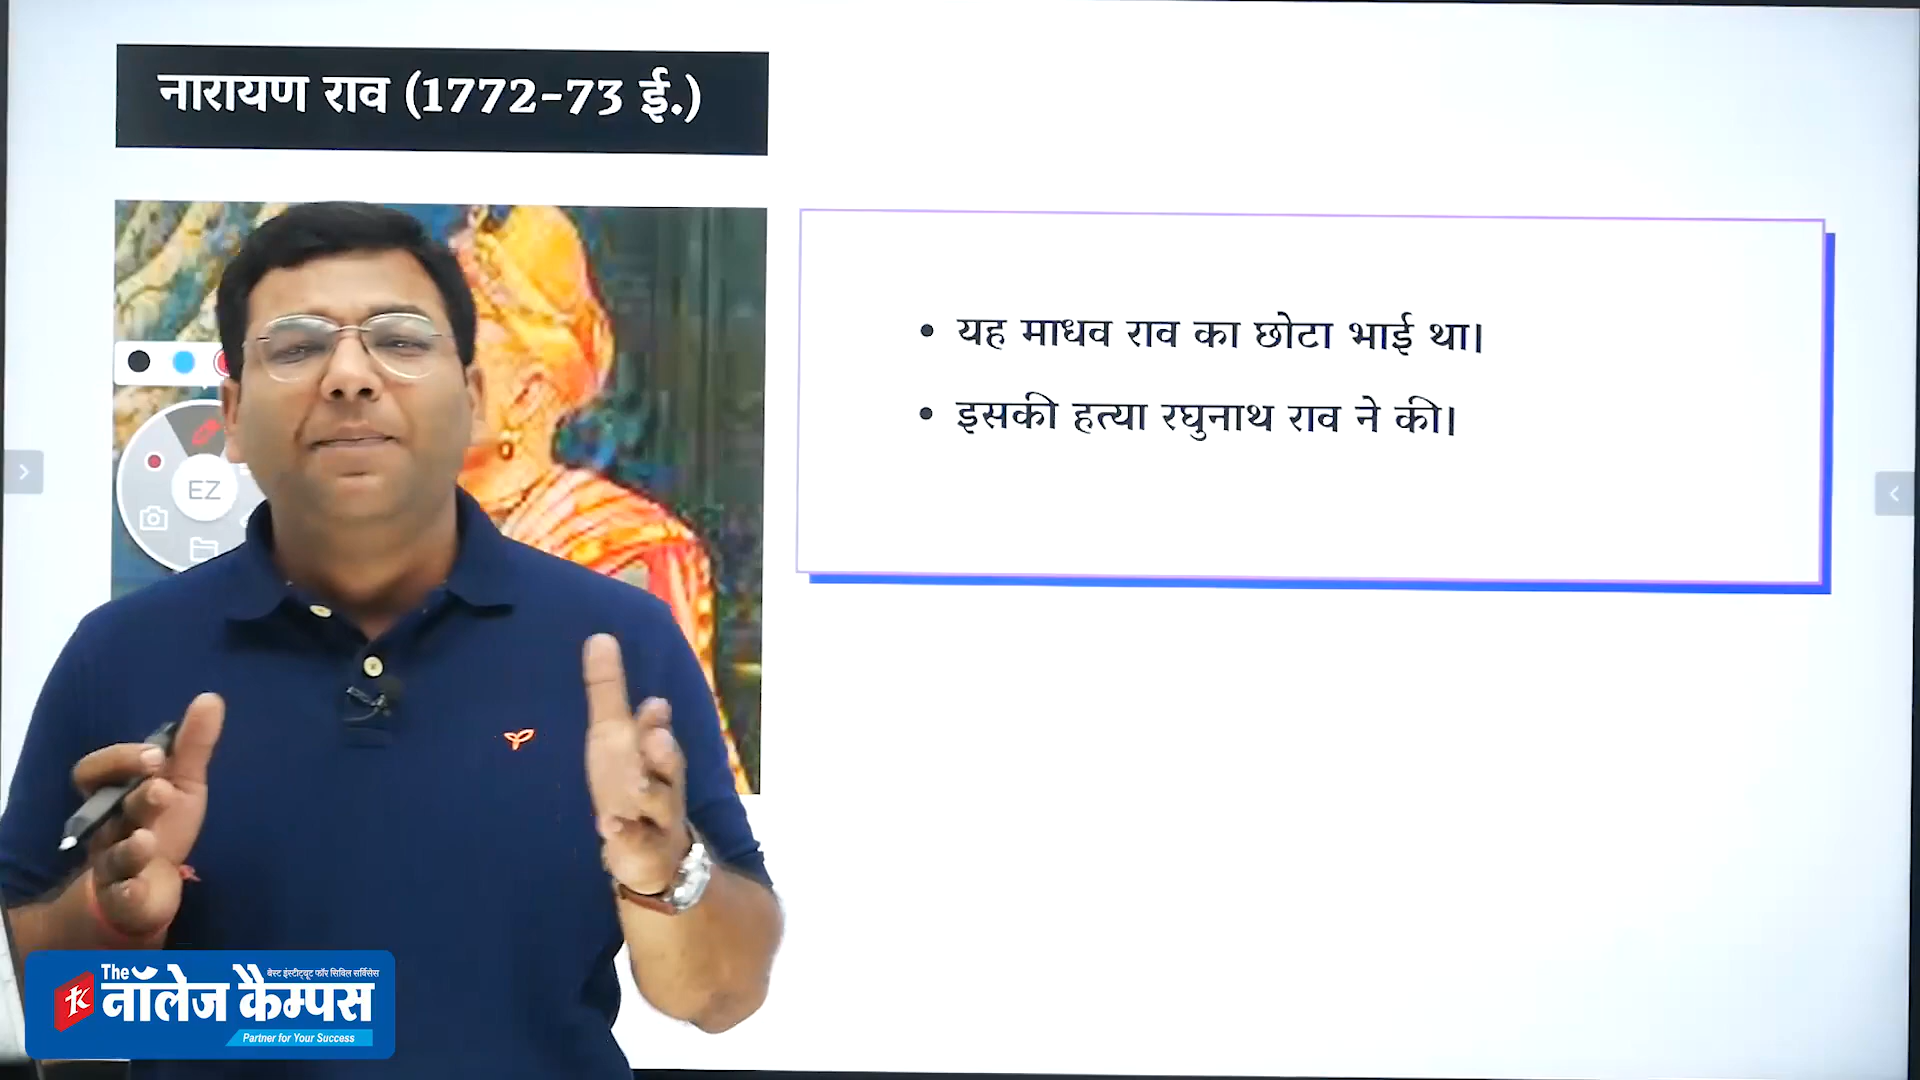 नारायण राव (1772-73 ई.)
• यह माधव राव का छोटा भाई था।
• इसकी हत्या रघुनाथ राव ने की।
EZ
The
बेस्ट इंस्टीट्यूट फॉर सिविल सर्विसेस
नॉलेज कैम्पस
Partner for Your Success